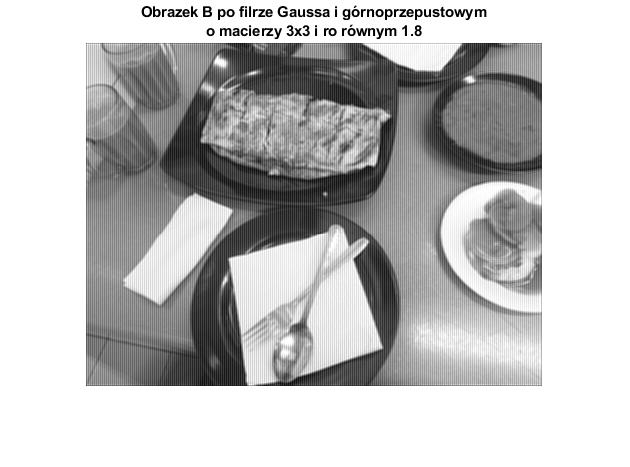 Obrazek B po filrze Gaussa i górnoprzepustowym
o macierzy 3x3 i ro równym 1.8